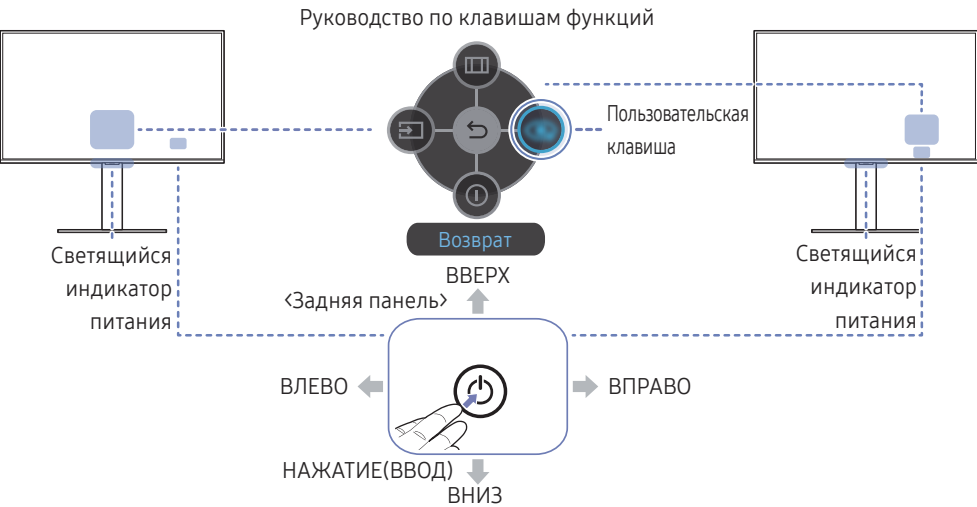 Руководство по клавишам функций
Пользовательская
клавиша
Возврат
Светящийся
индикатор
питания
Светящийся
индикатор
питания
ВВЕРХ
<Задняя панель>
ВЛЕВО
ВПРАВО
НАЖАТИЕ(ВВОД)
ВНИЗ